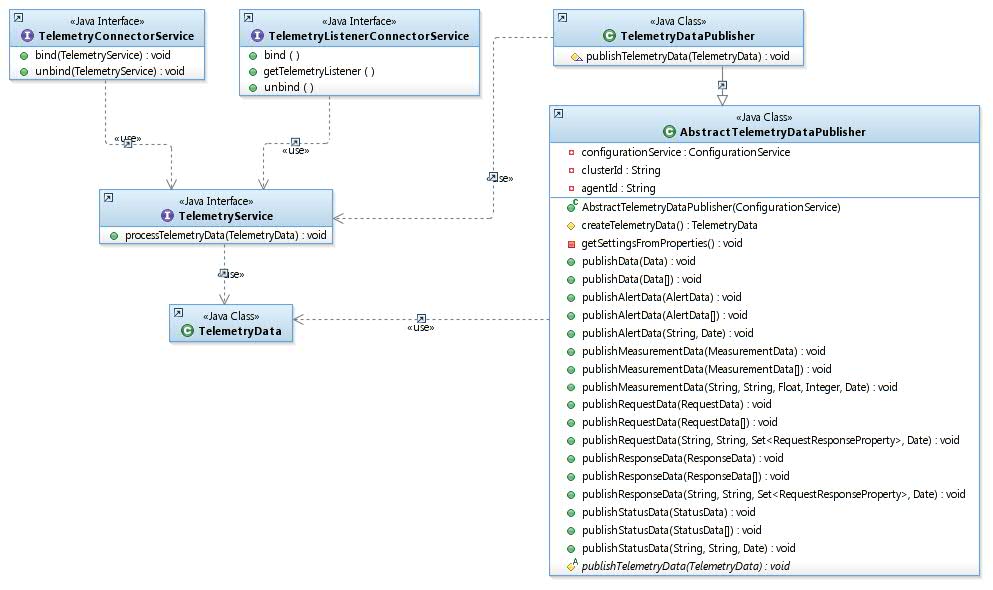 «Java Interface»
TelemetryConnectorService
bind(TelemetryService) : void
unbind(TelemetryService) : void
«Java Interface»
TelemetryListenerConnectorService
bind ( )
getTelemetryListener ( )
unbind ( )
«Java Class»
TelemetryDataPublisher
publishTelemetryData(TelemetryData) : void
«use»
«use»
«use»
«Java Interface»
TelemetryService
processTelemetryData(TelemetryData) : void
«use»
«Java Class»
TelemetryData
«use»
«Java Class»
AbstractTelemetryDataPublisher
configurationService : ConfigurationService
clusterId : String
agentId : String
AbstractTelemetryDataPublisher(ConfigurationService)
createTelemetryData() : TelemetryData
getSettingsFromProperties() : void
publishData(Data) : void
publishData(Data[]) : void
publishAlertData(AlertData) : void
publishAlertData(AlertData[]) : void
publishAlertData(String, Date) : void
publishMeasurementData(MeasurementData) : void
publishMeasurementData(MeasurementData[]) : void
publishMeasurementData(String, String, Float, Integer, Date) : void
publishRequestData(RequestData) : void
publishRequestData(RequestData[]) : void
publishRequestData(String, String, Set<RequestResponseProperty>, Date) : void
publishResponseData(ResponseData) : void
publishResponseData(ResponseData[]) : void
publishResponseData(String, String, Set<RequestResponseProperty>, Date) : void
publishStatusData(StatusData) : void
publishStatusData(StatusData[]) : void
publishStatusData(String, String, Date) : void
publishTelemetryData(TelemetryData) : void